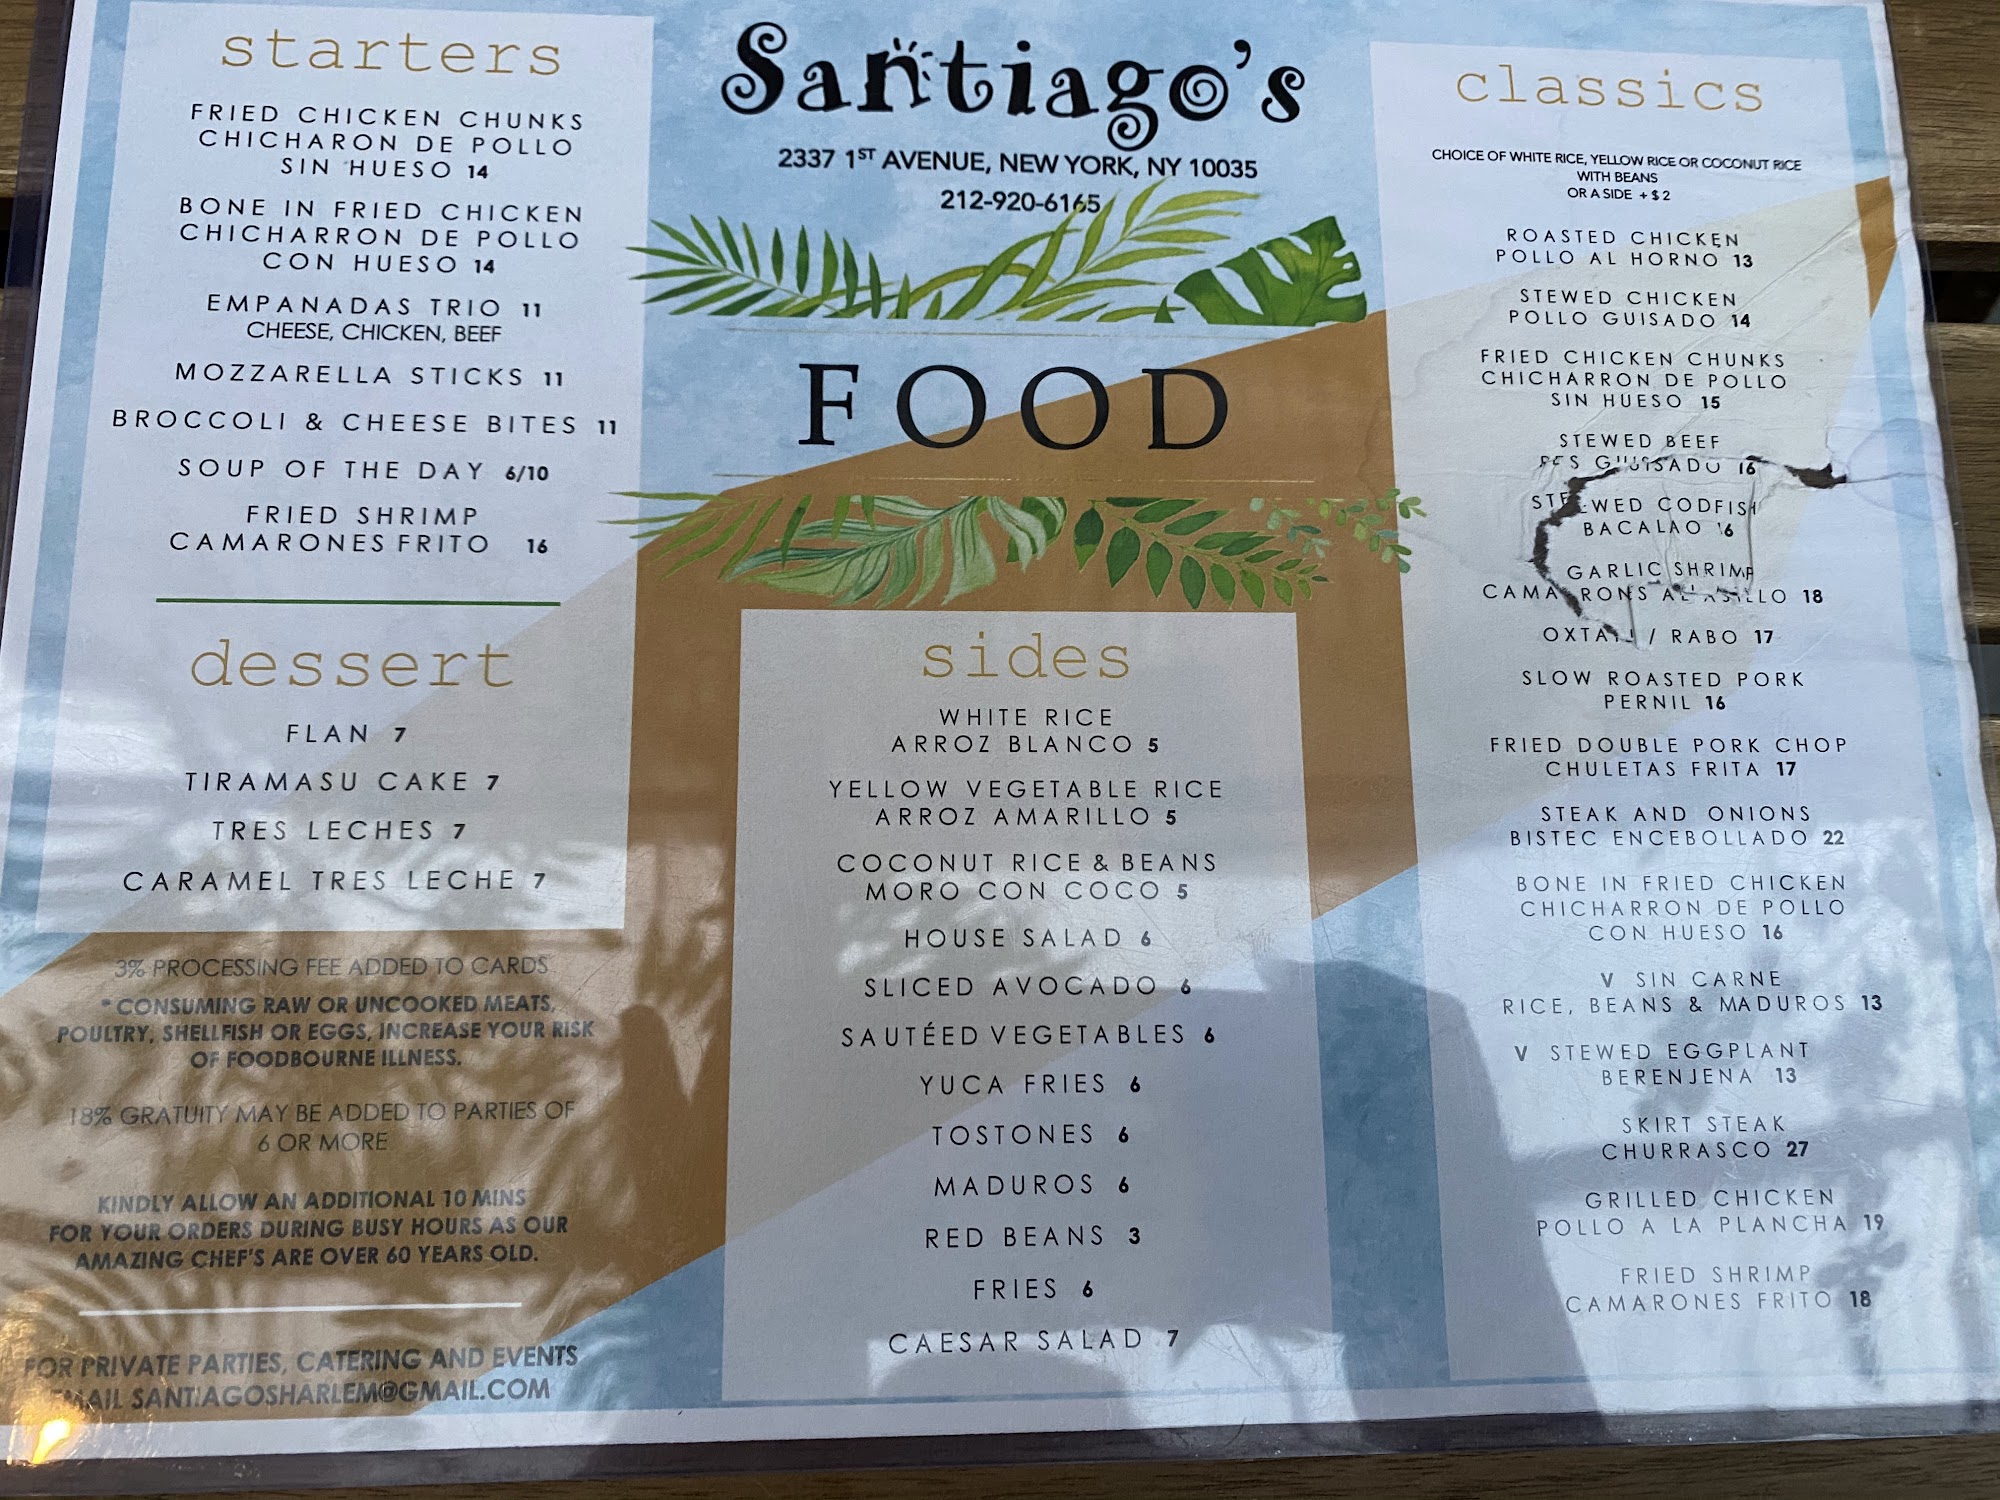 starters
FRIED CHICKEN CHUNKS
CHICHARON DE POLLO
SIN HUESO 14
BONE IN FRIED CHICKEN
CHICHARRON DE POLLO
CON HUESO 14
EMPANADAS TRIO 11
CHEESE, CHICKEN, BEEF
MOZZARELLA STICKS 11
BROCCOLI & CHEESE BITES 11
SOUP OF THE DAY 6/10
FRIED SHRIMP
CAMARONES FRITO 16
dessert
FLAN 7
TIRAMASU CAKE 7
TRES LECHES 7
CARAMEL TRES LECHE 7
3% PROCESSING FEE ADDED TO CARDS
* CONSUMING RAW OR UNCOOKED MEATS,
POULTRY, SHELLFISH OR EGGS, INCREASE YOUR RISK
OF FOODBOURNE ILLNESS.
18% GRATUITY MAY BE ADDED TO PARTIES OF
6 OR MORE
KINDLY ALLOW AN ADDITIONAL 10 MINS
FOR YOUR ORDERS DURING BUSY HOURS AS OUR
AMAZING CHEF'S ARE OVER 60 YEARS OLD.
FOR PRIVATE PARTIES, CATERING AND EVENTS
EMAIL SANTIAGOSHARLEM@GMAIL.COM
Santiago's
2337 1ST AVENUE, NEW YORK, NY 10035
212-920-6165
FOOD
sides
WHITE RICE
ARROZ BLANCO 5
YELLOW VEGETABLE RICE
ARROZ AMARILLO 5
COCONUT RICE & BEANS
MORO CON COCO 5
HOUSE SALAD 6
SLICED AVOCADO 6
SAUTÉED VEGETABLES 6
YUCA FRIES 6
TOSTONES 6
MADUROS 6
RED BEANS 3
FRIES 6
CAESAR SALAD 7
classics
CHOICE OF WHITE RICE, YELLOW RICE OR COCONUT RICE
WITH BEANS
OR A SIDE + $ 2
ROASTED CHICKEN
POLLO AL HORNO 13
STEWED CHICKEN
POLLO GUISADO 14
FRIED CHICKEN CHUNKS
CHICHARRON DE POLLO
SIN HUESO 15
STEWED BEEF
RES GUISSADO 16
STEWED CODFISH
BACALAO 16
GARLIC SHRIMP
CAMARRONS AL 18
OXTAIL / RABO 17
SLOW ROASTED PORK
PERNIL 16
FRIED DOUBLE PORK CHOP
CHULETAS FRITA 17
STEAK AND ONIONS
BISTEC ENCEBOLLADO 22
BONE IN FRIED CHICKEN
CHICHARRON DE POLLO
CON HUESO 16
V SIN CARNE
RICE, BEANS & MADUROS 13
V STEWED EGGPLANT
BERENJENA 13
SKIRT STEAK
CHURRASCO 27
GRILLED CHICKEN
POLLO A LA PLANCHA 19
FRIED SHRIMP
CAMARONES FRITO 18